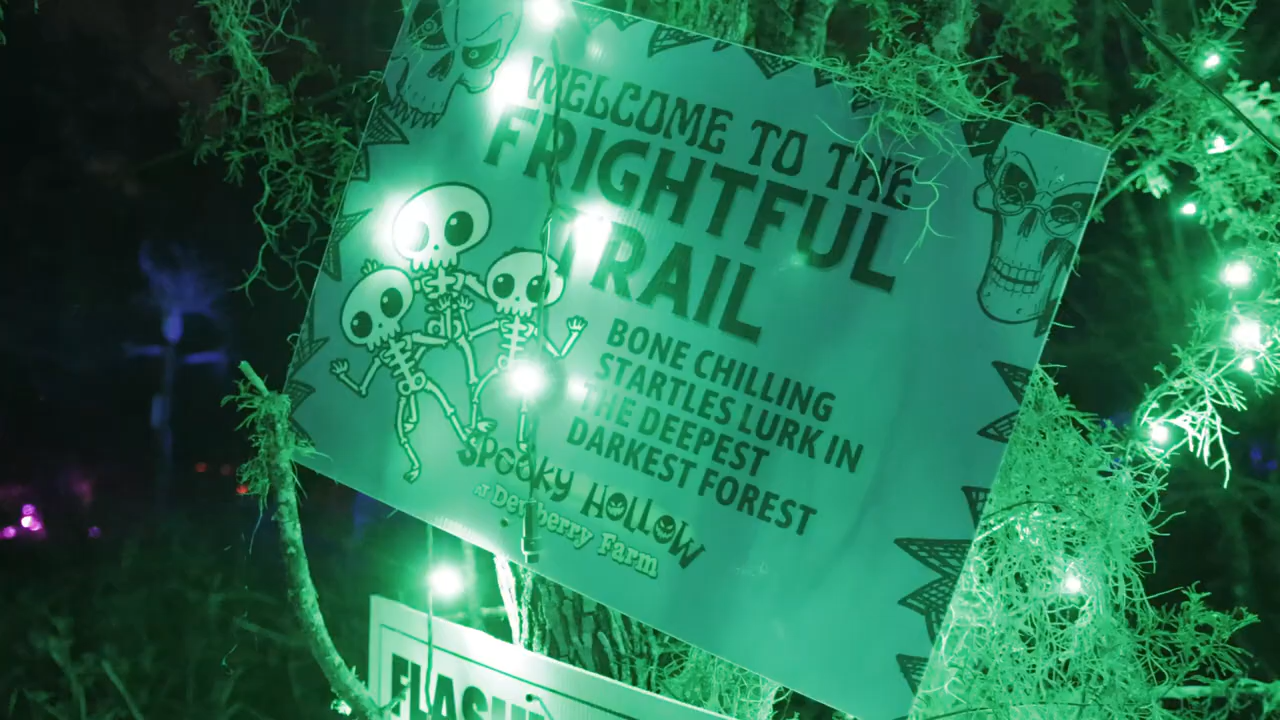 WELCOME TO THE
FRIGHTFUL
TRAIL
BONE CHILLING
STARTLES LURK IN
THE DEEPEST
DARKEST FOREST
SPOOKY HOLLOW
AT Dewberry Farm